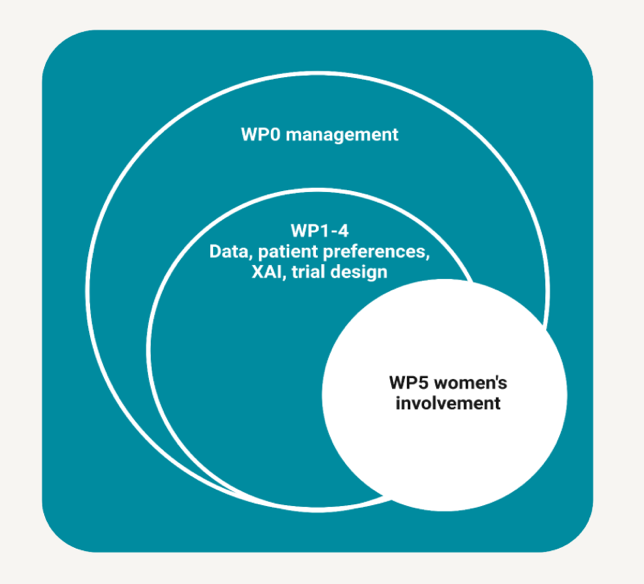 WP0 management
WP1-4
Data, patient preferences,
XAI, trial design
WP5 women's
involvement